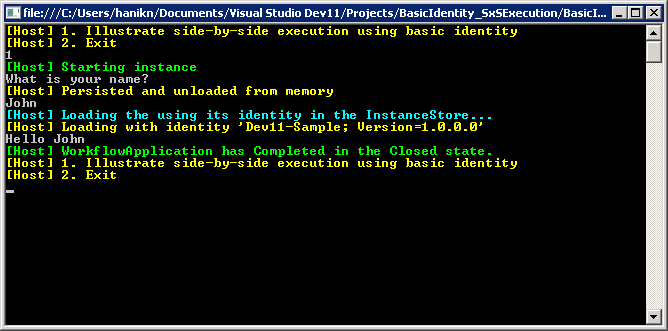 file:///C:/Users/hanikn/Documents/Visual Studio Dev11/Projects/BasicIdentity_SxSExecution/BasicI...
[Host] 1. Illustrate side-by-side execution using basic identity
[Host] 2. Exit
1
[Host] Starting instance
What is your name?
[Host] Persisted and unloaded from memory
John
[Host] Loading the using its identity in the InstanceStore...
[Host] Loading with identity 'Dev11-Sample; Version=1.0.0.0'
Hello John
[Host] WorkflowApplication has Completed in the Closed state.
[Host] 1. Illustrate side-by-side execution using basic identity
[Host] 2. Exit